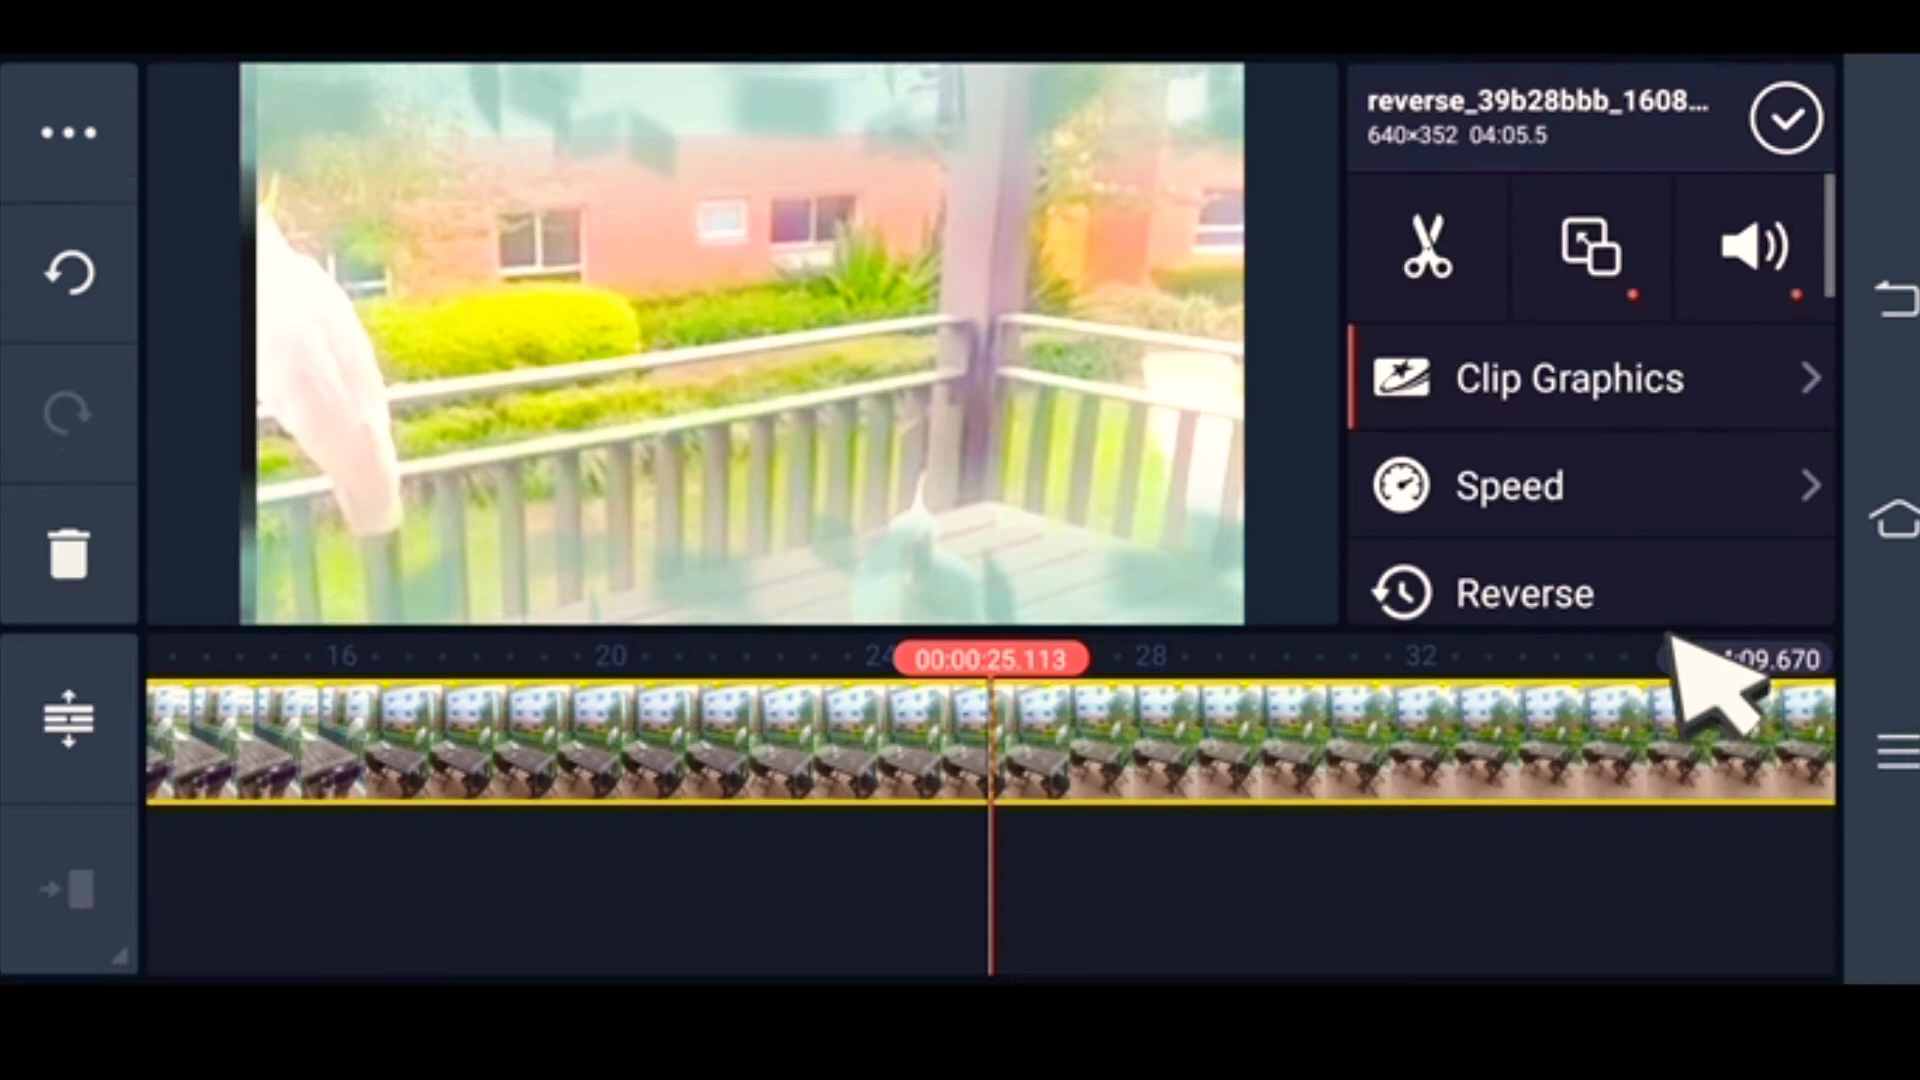 reverse_39b28bbb_1608...
640×352 04:05.5
Clip Graphics
Speed
Reverse
16
20
24
00:00:25.113
28
32
:09.670